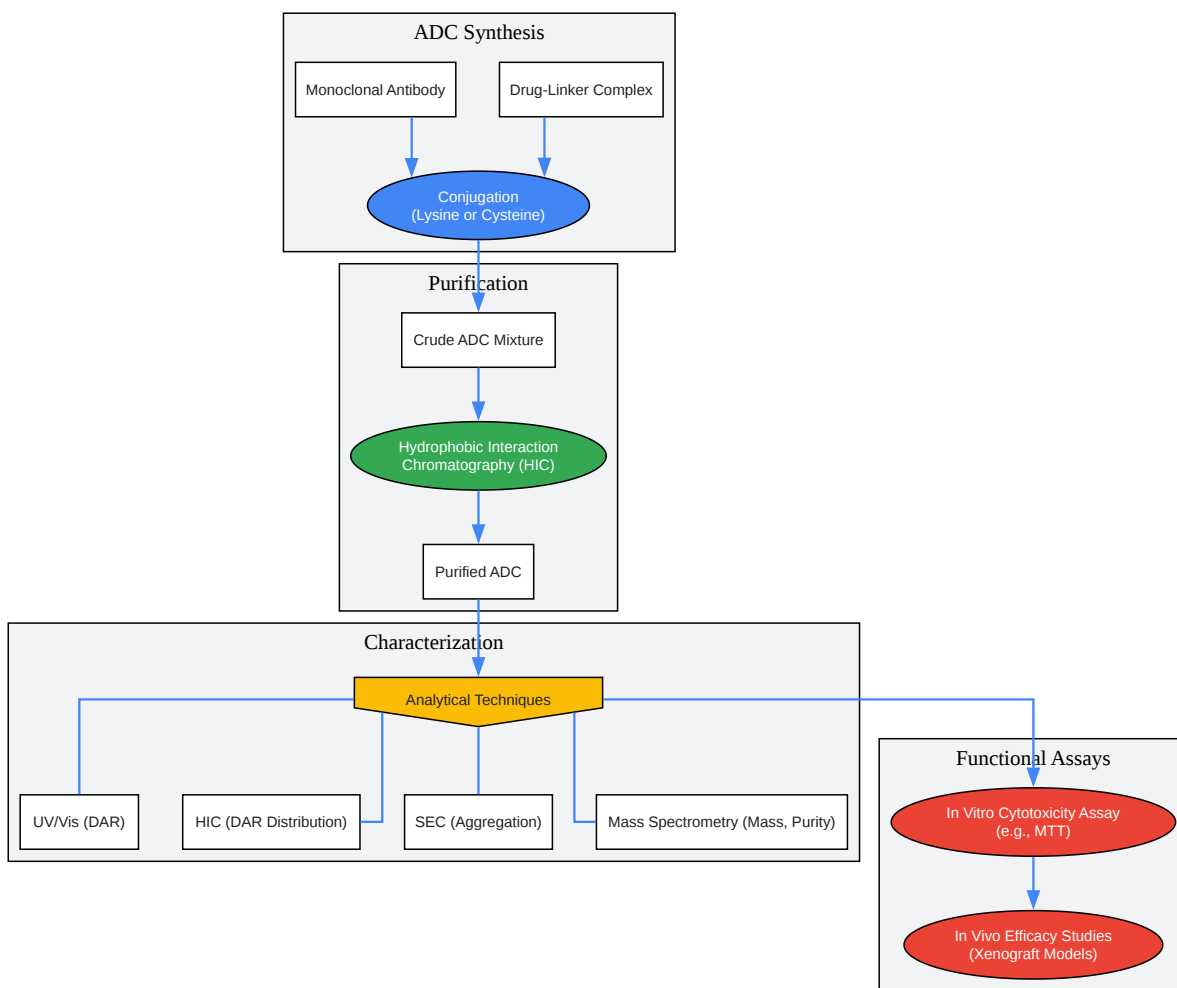 ADC Synthesis
Monoclonal Antibody
Drug-Linker Complex
Conjugation
(Lysine or Cysteine)
Purification
Crude ADC Mixture
Hydrophobic Interaction
Chromatography (HIC)
Purified ADC
Characterization
Analytical Techniques
UV/Vis (DAR)
HIC (DAR Distribution)
SEC (Aggregation)
Mass Spectrometry (Mass, Purity)
Functional Assays
In Vitro Cytotoxicity Assay
(e.g., MTT)
In Vivo Efficacy Studies
(Xenograft Models)